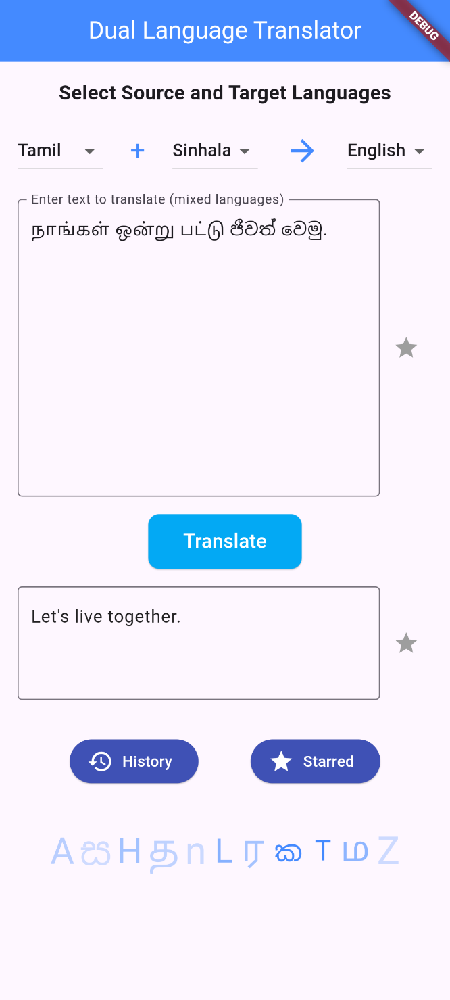 Dual Language Translator
DEBUG
Select Source and Target Languages
Tamil + Sinhala → English
Enter text to translate (mixed languages)
நாங்கள் ஒன்று பட்டு ජීවත් වෙමු.
Translate
Let's live together.
History Starred
A ස H த n L ர ක T ம Z